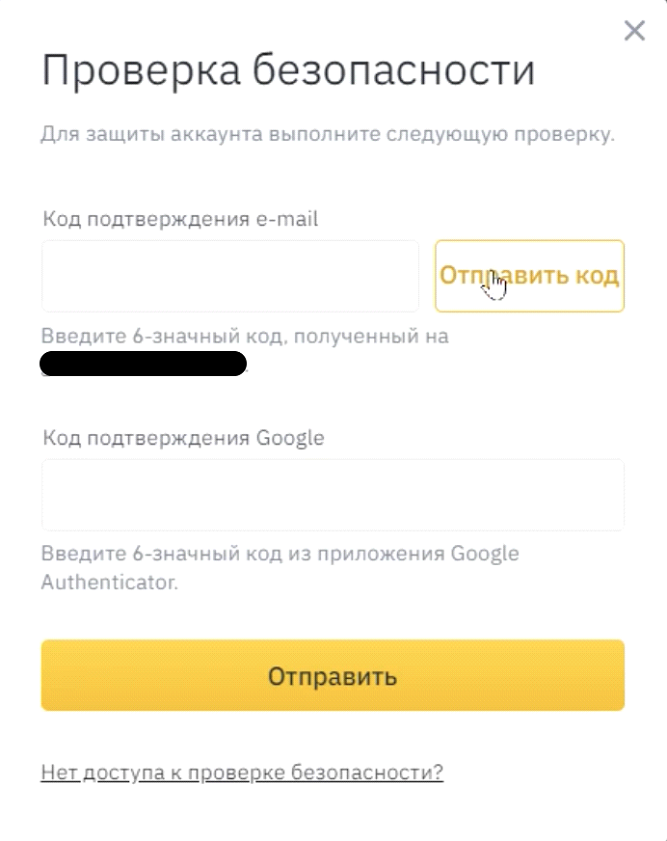 Проверка безопасности
Для защиты аккаунта выполните следующую проверку.
Код подтверждения e-mail
Отправить код
Введите 6-значный код, полученный на
Код подтверждения Google
Введите 6-значный код из приложения Google
Authenticator.
Отправить
Нет доступа к проверке безопасности?